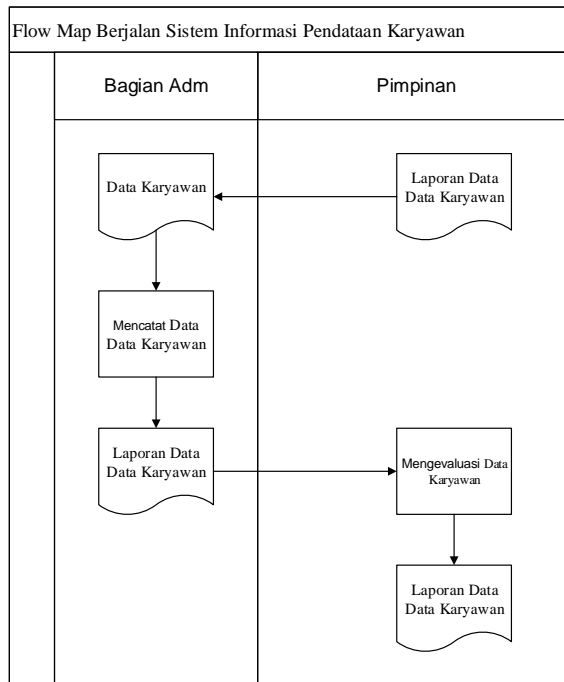 Flow Map Berjalan Sistem Informasi Pendataan Karyawan
Bagian Adm
Pimpinan
Data Karyawan
Laporan Data
Data Karyawan
Mencatat Data
Data Karyawan
Laporan Data
Data Karyawan
Mengevaluasi Data
Karyawan
Laporan Data
Data Karyawan